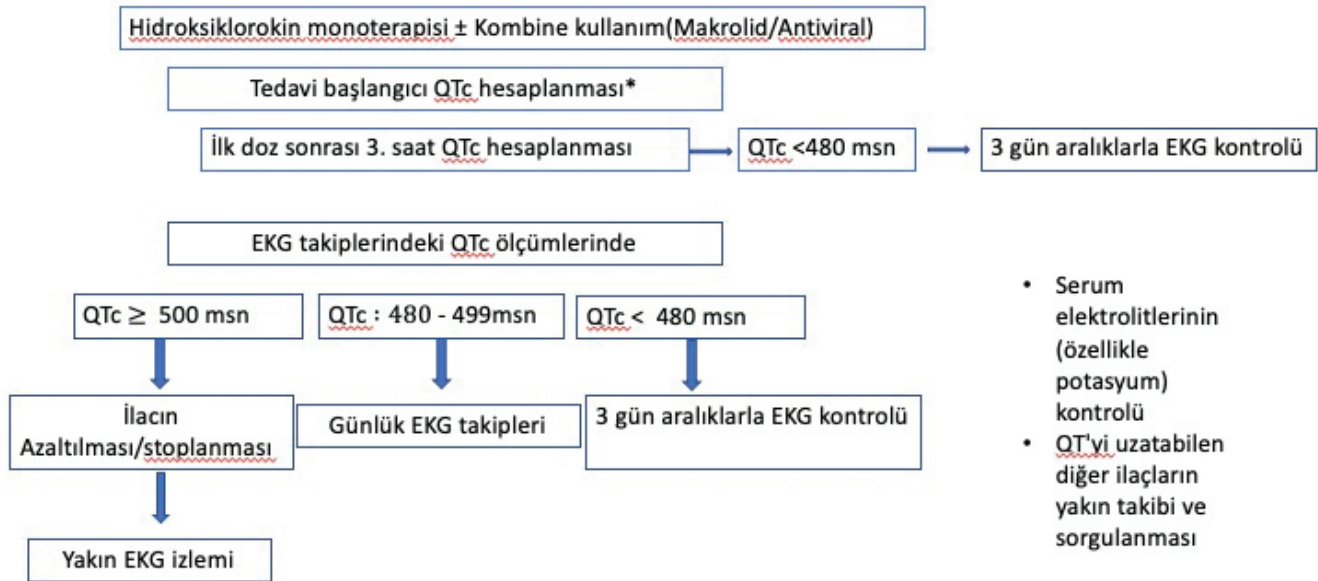 Hidroksiklorokin monoterapisi ± Kombine kullanım(Makrolid/Antiviral)
Tedavi başlangıcı QTc hesaplanması*
İlk doz sonrası 3. saat QTc hesaplanması
QTc <480 msn
3 gün aralıklarla EKG kontrolü
EKG takiplerindeki QTc ölçümlerinde
QTc ≥ 500 msn
QTc : 480 - 499msn
QTc < 480 msn
İlacın
Azaltılması/stoplanması
Günlük EKG takipleri
3 gün aralıklarla EKG kontrolü
Yakın EKG izlemi
• Serum
elektrolitlerinin
(özellikle
potasyum)
kontrolü
• QT'yi uzatabilen
diğer ilaçların
yakın takibi ve
sorgulanması